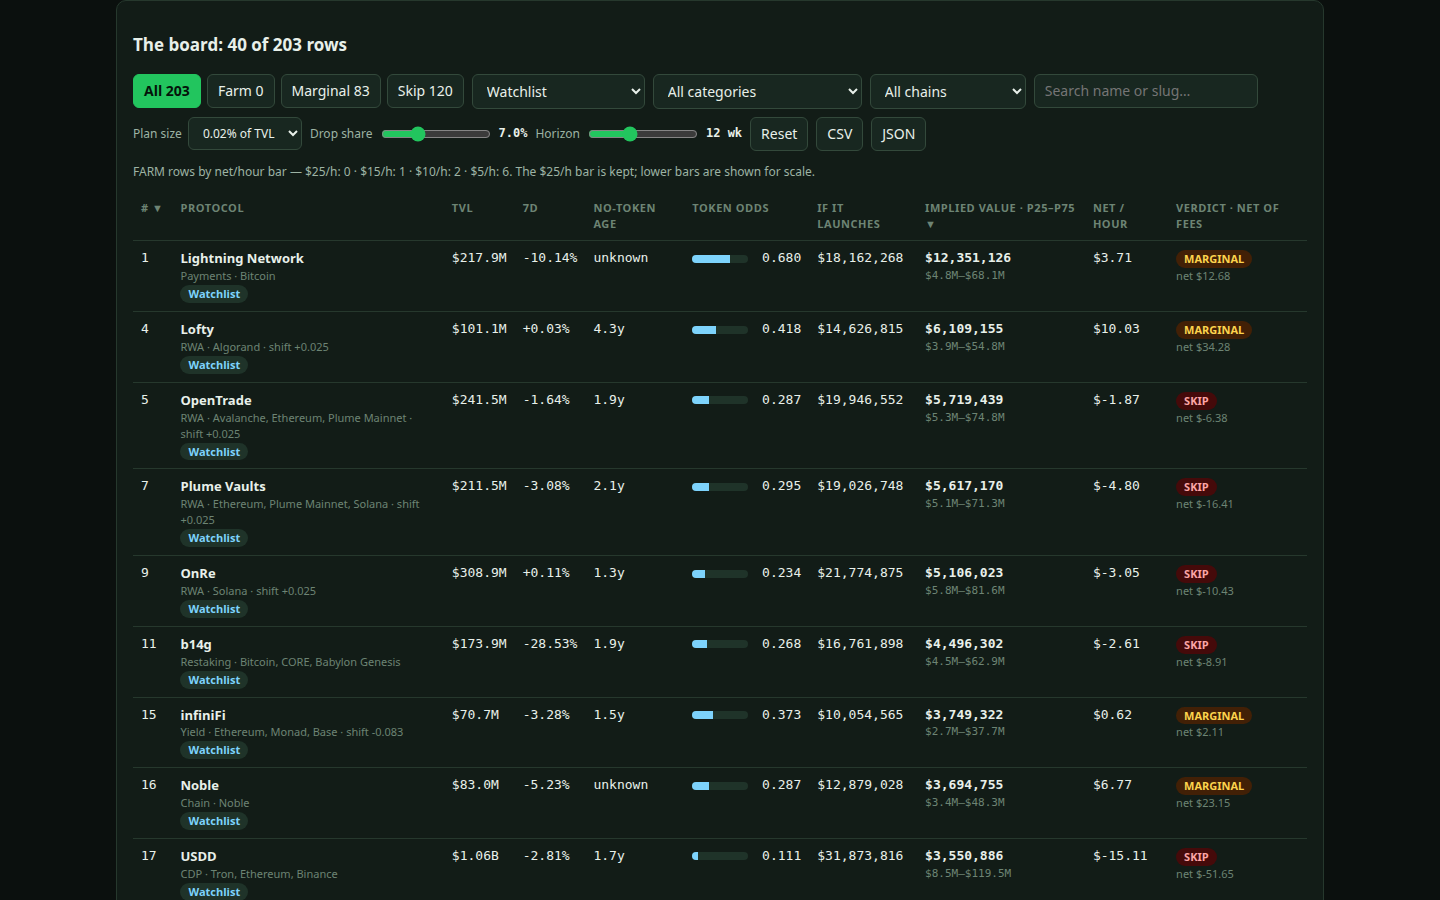 The board: 40 of 203 rows
All 203 Farm 0 Marginal 83 Skip 120 Watchlist All categories All chains Search name or slug...
Plan size 0.02% of TVL Drop share 7.0% Horizon 12 wk Reset CSV JSON
FARM rows by net/hour bar — $25/h: 0 · $15/h: 1 · $10/h: 2 · $5/h: 6. The $25/h bar is kept; lower bars are shown for scale.
# ▼ PROTOCOL TVL 7D NO-TOKEN AGE TOKEN ODDS IF IT LAUNCHES IMPLIED VALUE · P25–P75 ▼ NET / HOUR VERDICT · NET OF FEES
1 Lightning Network $217.9M -10.14% unknown 0.680 $18,162,268 $12,351,126 $3.71 MARGINAL
Payments · Bitcoin $4.8M–$68.1M net $12.68
Watchlist
4 Lofty $101.1M +0.03% 4.3y 0.418 $14,626,815 $6,109,155 $10.03 MARGINAL
RWA · Algorand · shift +0.025 $3.9M–$54.8M net $34.28
Watchlist
5 OpenTrade $241.5M -1.64% 1.9y 0.287 $19,946,552 $5,719,439 $-1.87 SKIP
RWA · Avalanche, Ethereum, Plume Mainnet · $5.3M–$74.8M net $-6.38
shift +0.025
Watchlist
7 Plume Vaults $211.5M -3.08% 2.1y 0.295 $19,026,748 $5,617,170 $-4.80 SKIP
RWA · Ethereum, Plume Mainnet, Solana · shift $5.1M–$71.3M net $-16.41
+0.025
Watchlist
9 OnRe $308.9M +0.11% 1.3y 0.234 $21,774,875 $5,106,023 $-3.05 SKIP
RWA · Solana · shift +0.025 $5.8M–$81.6M net $-10.43
Watchlist
11 b14g $173.9M -28.53% 1.9y 0.268 $16,761,898 $4,496,302 $-2.61 SKIP
Restaking · Bitcoin, CORE, Babylon Genesis $4.5M–$62.9M net $-8.91
Watchlist
15 infiniFi $70.7M -3.28% 1.5y 0.373 $10,054,565 $3,749,322 $0.62 MARGINAL
Yield · Ethereum, Monad, Base · shift -0.083 $2.7M–$37.7M net $2.11
Watchlist
16 Noble $83.0M -5.23% unknown 0.287 $12,879,028 $3,694,755 $6.77 MARGINAL
Chain · Noble $3.4M–$48.3M net $23.15
Watchlist
17 USDD $1.06B -2.81% 1.7y 0.111 $31,873,816 $3,550,886 $-15.11 SKIP
CDP · Tron, Ethereum, Binance $8.5M–$119.5M net $-51.65
Watchlist